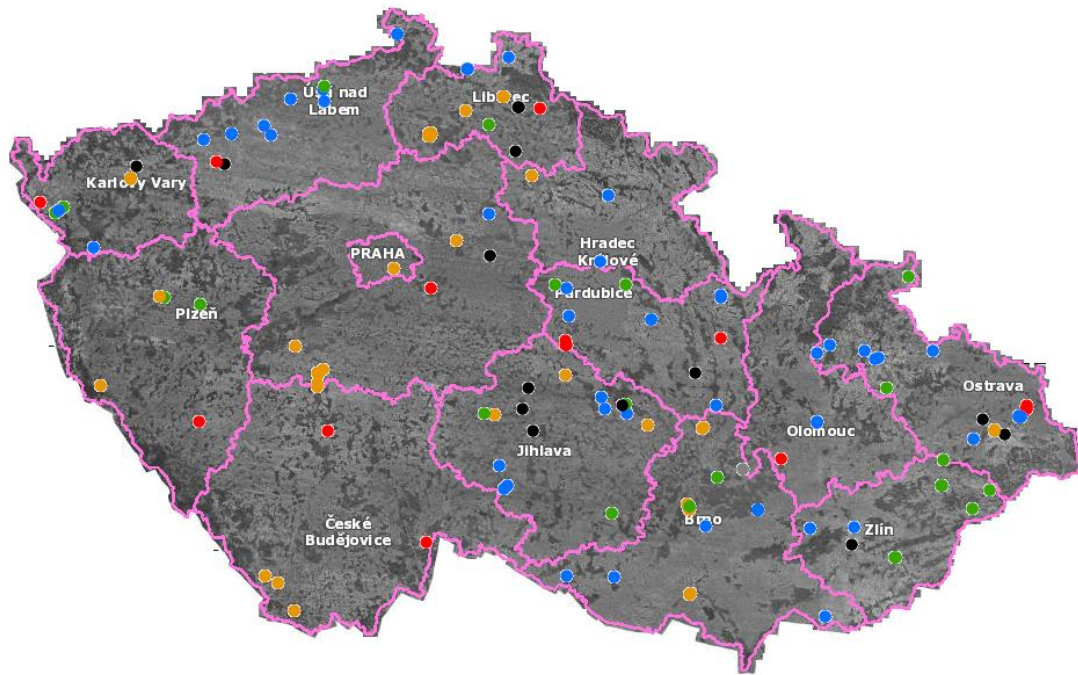 Ústí nad
Labem
Liberec
Karlovy Vary
PRAHA
Hradec
Králové
Pardubice
Plzeň
Ostrava
Olomouc
Jihlava
Brno
Zlín
České
Budějovice